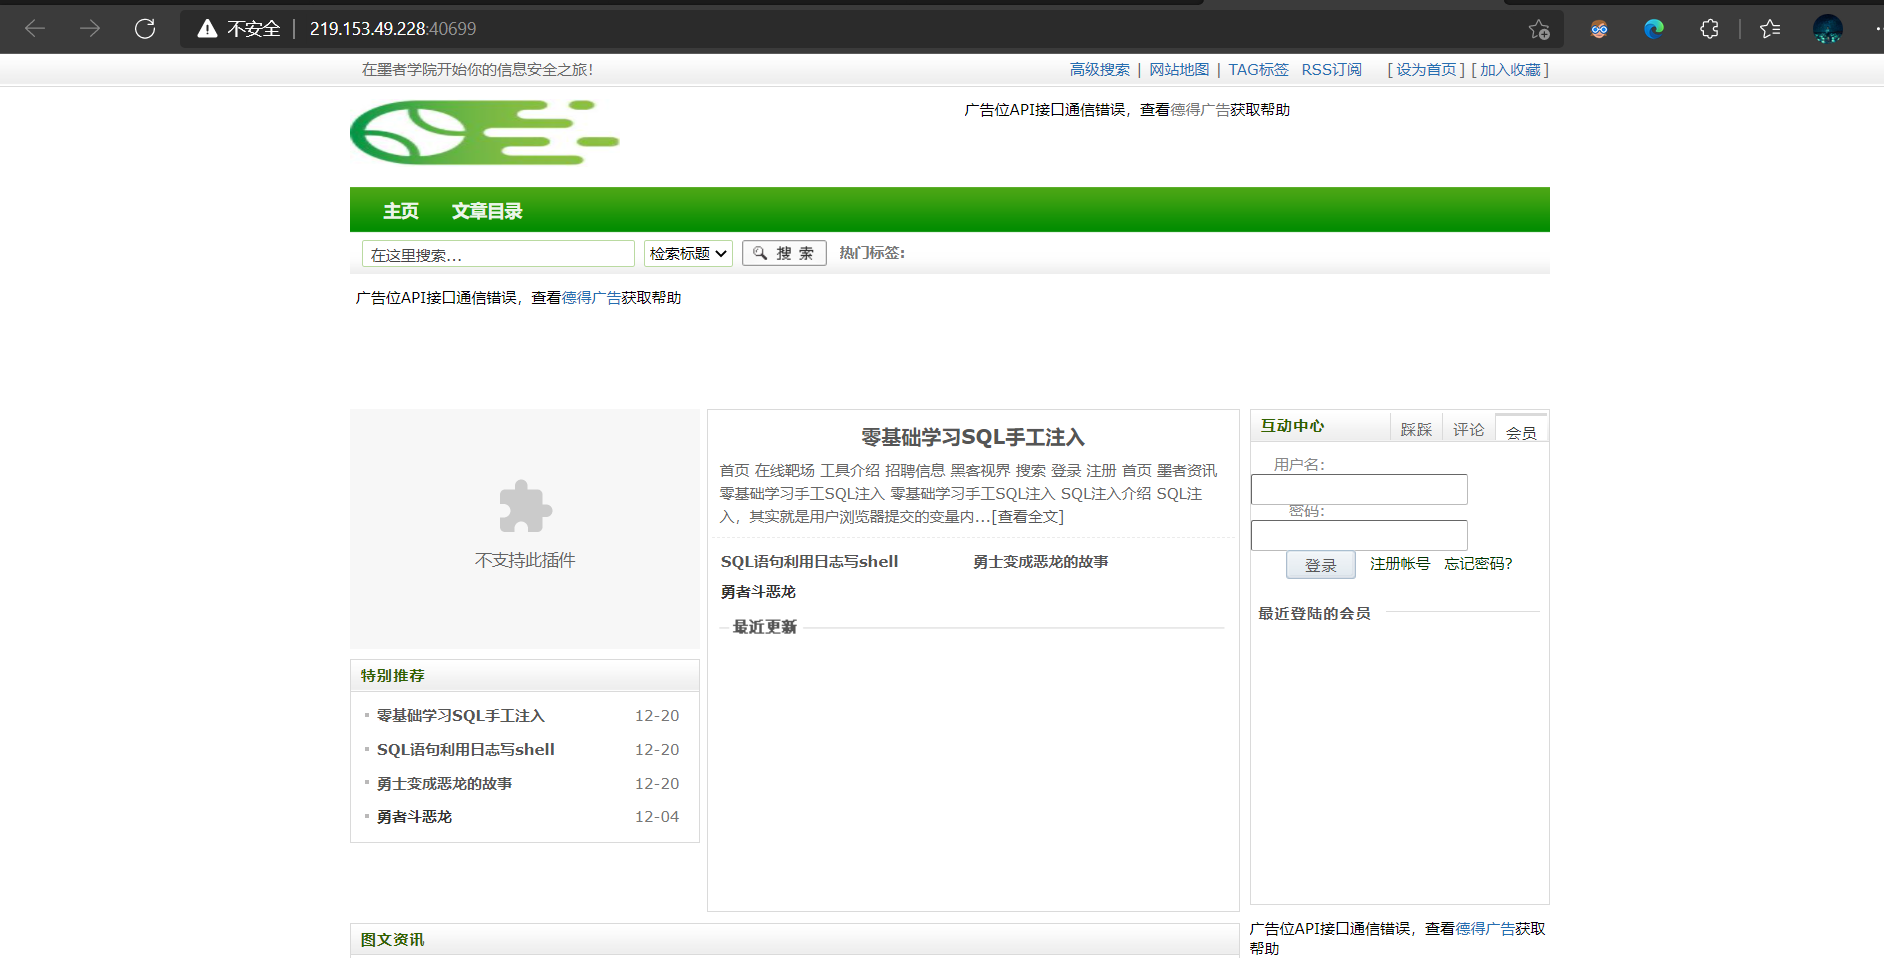 不安全 | 219.153.49.228:40699
在墨者学院开始你的信息安全之旅！
高级搜索 | 网站地图 | TAG标签 RSS订阅 [设为首页] [加入收藏]
广告位API接口通信错误，查看德得广告获取帮助
主页 文章目录
在这里搜索... 检索标题 搜 索 热门标签:
广告位API接口通信错误，查看德得广告获取帮助
不支持此插件
特别推荐
零基础学习SQL手工注入 12-20
SQL语句利用日志写shell 12-20
勇士变成恶龙的故事 12-20
勇者斗恶龙 12-04
零基础学习SQL手工注入
首页 在线靶场 工具介绍 招聘信息 黑客视界 搜索 登录 注册 首页 墨者资讯
零基础学习手工SQL注入 零基础学习手工SQL注入 SQL注入介绍 SQL注
入，其实就是用户浏览器提交的变量内...[查看全文]
SQL语句利用日志写shell 勇士变成恶龙的故事
勇者斗恶龙
最近更新
互动中心 踩踩 评论 会员
用户名：
密码：
登录 注册帐号 忘记密码?
最近登陆的会员
图文资讯
广告位API接口通信错误，查看德得广告获取
帮助